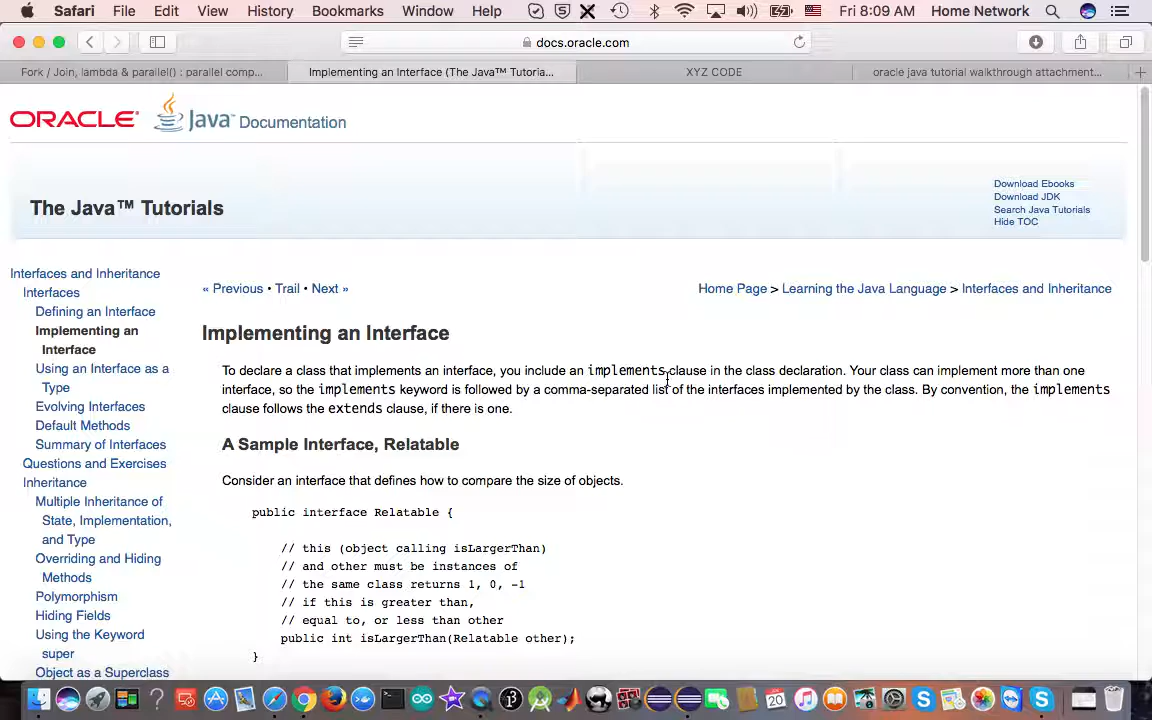 Safari File Edit View History Bookmarks Window Help Fri 8:09 AM Home Network
docs.oracle.com
Fork / Join, lambda & parallel() : parallel comp... Implementing an Interface (The Java™ Tutoria... XYZ CODE oracle java tutorial walkthrough attachment...
ORACLE Java™ Documentation
The Java™ Tutorials
Download Ebooks
Download JDK
Search Java Tutorials
Hide TOC
« Previous • Trail • Next » Home Page > Learning the Java Language > Interfaces and Inheritance
Interfaces and Inheritance
Interfaces
Defining an Interface
Implementing an
Interface
Using an Interface as a
Type
Evolving Interfaces
Default Methods
Summary of Interfaces
Questions and Exercises
Inheritance
Multiple Inheritance of
State, Implementation,
and Type
Overriding and Hiding
Methods
Polymorphism
Hiding Fields
Using the Keyword
super
Object as a Superclass
Implementing an Interface
To declare a class that implements an interface, you include an implements clause in the class declaration. Your class can implement more than one
interface, so the implements keyword is followed by a comma-separated list of the interfaces implemented by the class. By convention, the implements
clause follows the extends clause, if there is one.
A Sample Interface, Relatable
Consider an interface that defines how to compare the size of objects.
public interface Relatable {
// this (object calling isLargerThan)
// and other must be instances of
// the same class returns 1, 0, -1
// if this is greater than,
// equal to, or less than other
public int isLargerThan(Relatable other);
}
20